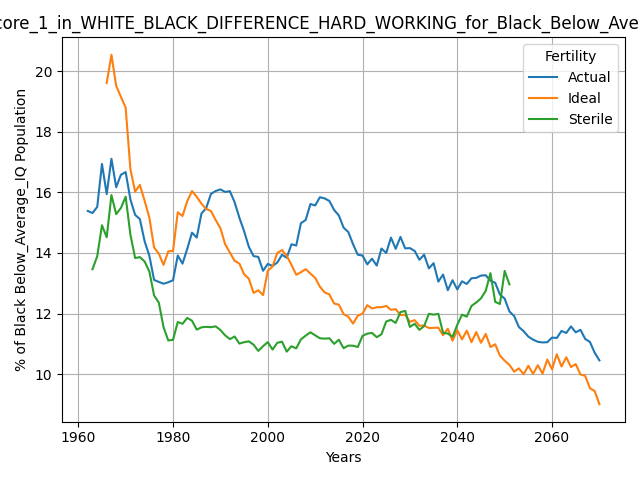 core_1_in_WHITE_BLACK_DIFFERENCE_HARD_WORKING_for_Black_Below_Ave
Fertility
Actual
Ideal
Sterile
% of Black Below_Average_IQ Population
20
18
16
14
12
10
1960
1980
2000
2020
2040
2060
Years